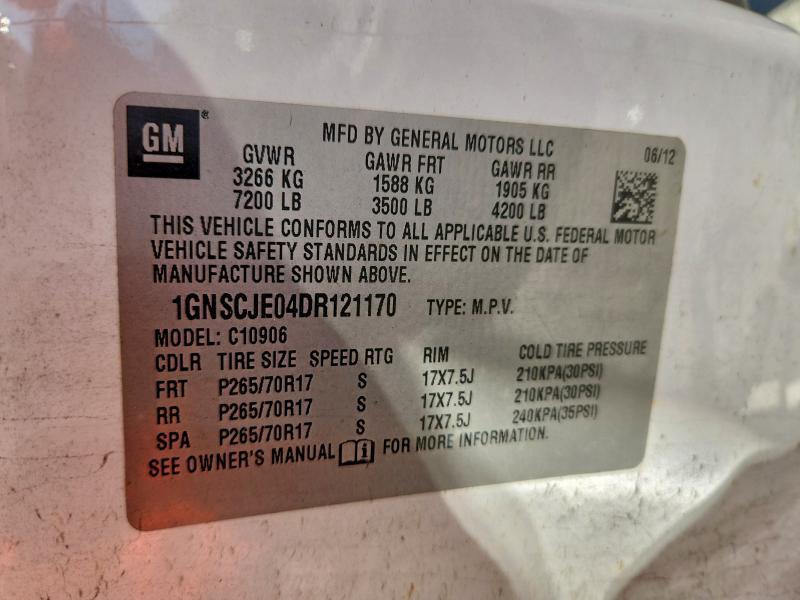 GM®
MFD BY GENERAL MOTORS LLC 06/12
GVWR GAWR FRT GAWR RR
3266 KG 1588 KG 1905 KG
7200 LB 3500 LB 4200 LB
THIS VEHICLE CONFORMS TO ALL APPLICABLE U.S. FEDERAL MOTOR
VEHICLE SAFETY STANDARDS IN EFFECT ON THE DATE OF
MANUFACTURE SHOWN ABOVE.
1GNSCJE04DR121170 TYPE: M.P.V.
MODEL: C10906
CDLR TIRE SIZE SPEED RTG RIM COLD TIRE PRESSURE
FRT P265/70R17 S 17X7.5J 210KPA(30PSI)
RR P265/70R17 S 17X7.5J 210KPA(30PSI)
SPA P265/70R17 S 17X7.5J 240KPA(35PSI)
SEE OWNER'S MANUAL FOR MORE INFORMATION.